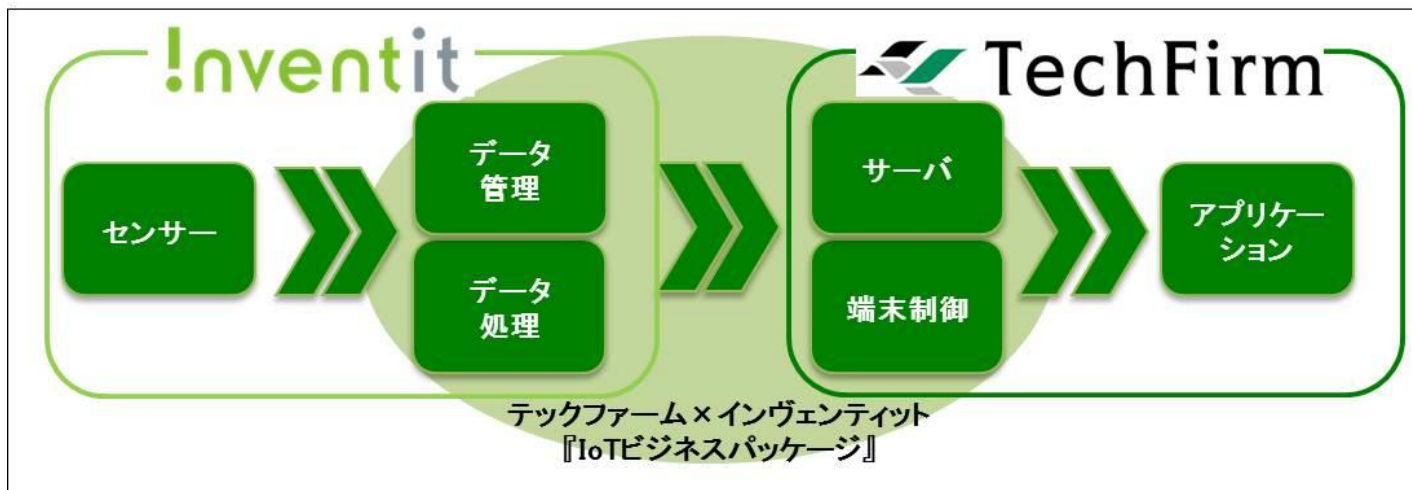 Inventit
TechFirm
センサー
データ
管理
データ
処理
サーバ
端末制御
アプリケー
ション
テックファーム×インヴェンティット
『IoTビジネスパッケージ』